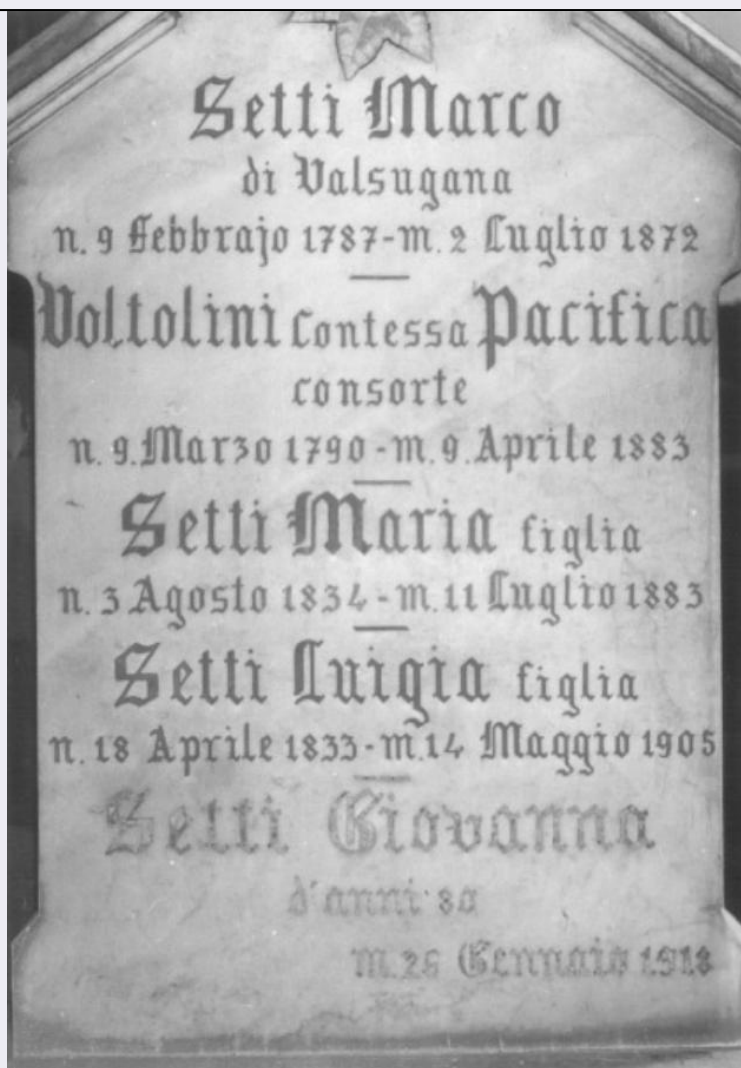 Setti Marco
di Valsugana
n. 9 Febbrajo 1787-m. 2 Luglio 1872
Voltolini Contessa Pacifica
consorte
n. 9. Marzo 1790 - m. 9. Aprile 1883
Setti Maria figlia
n. 3 Agosto 1834 - m. 11 Luglio 1883
Setti Luigia figlia
n. 18 Aprile 1833 - m. 14 Maggio 1905
Setti Giovanna
d'anni 80
m. 26 Gennaio 1918